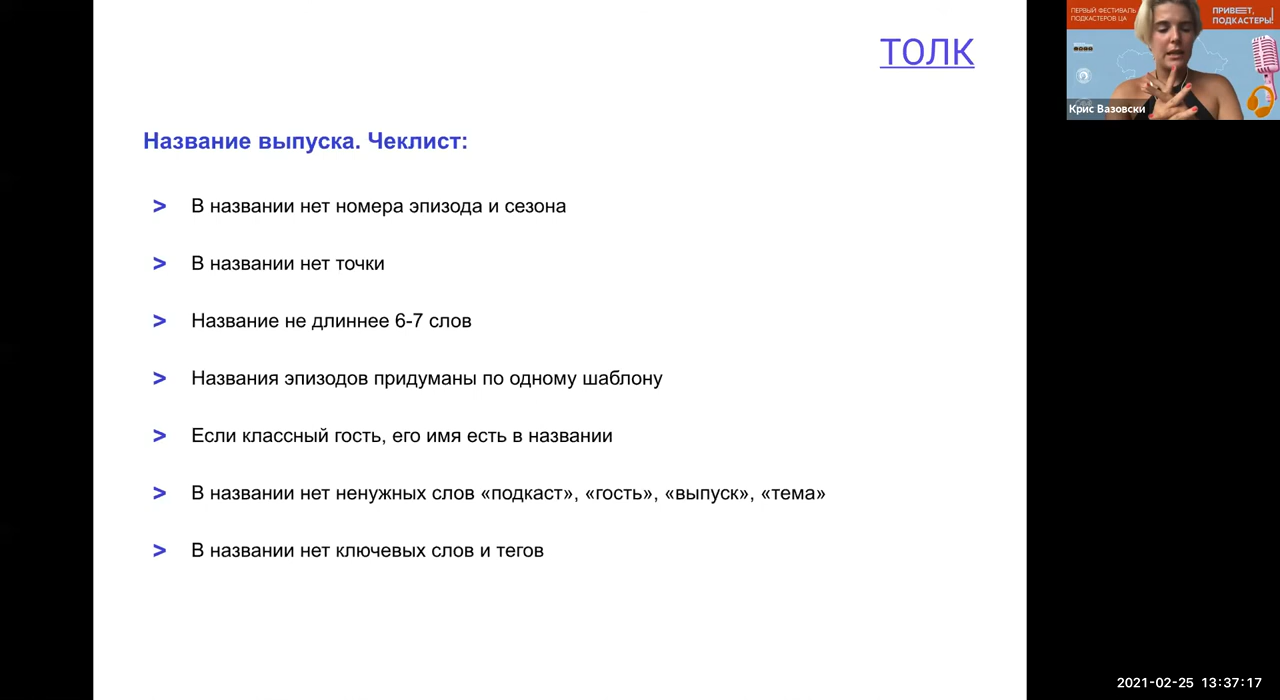 ТОЛК
ПЕРВЫЙ ФЕСТИВАЛЬ
ПОДКАСТЕРОВ ЦА
ПРИВЕТ,
ПОДКАСТЕРЫ!
Крис Вазовски
Название выпуска. Чеклист:
> В названии нет номера эпизода и сезона
> В названии нет точки
> Название не длиннее 6-7 слов
> Названия эпизодов придуманы по одному шаблону
> Если классный гость, его имя есть в названии
> В названии нет ненужных слов «подкаст», «гость», «выпуск», «тема»
> В названии нет ключевых слов и тегов
2021-02-25 13:37:17